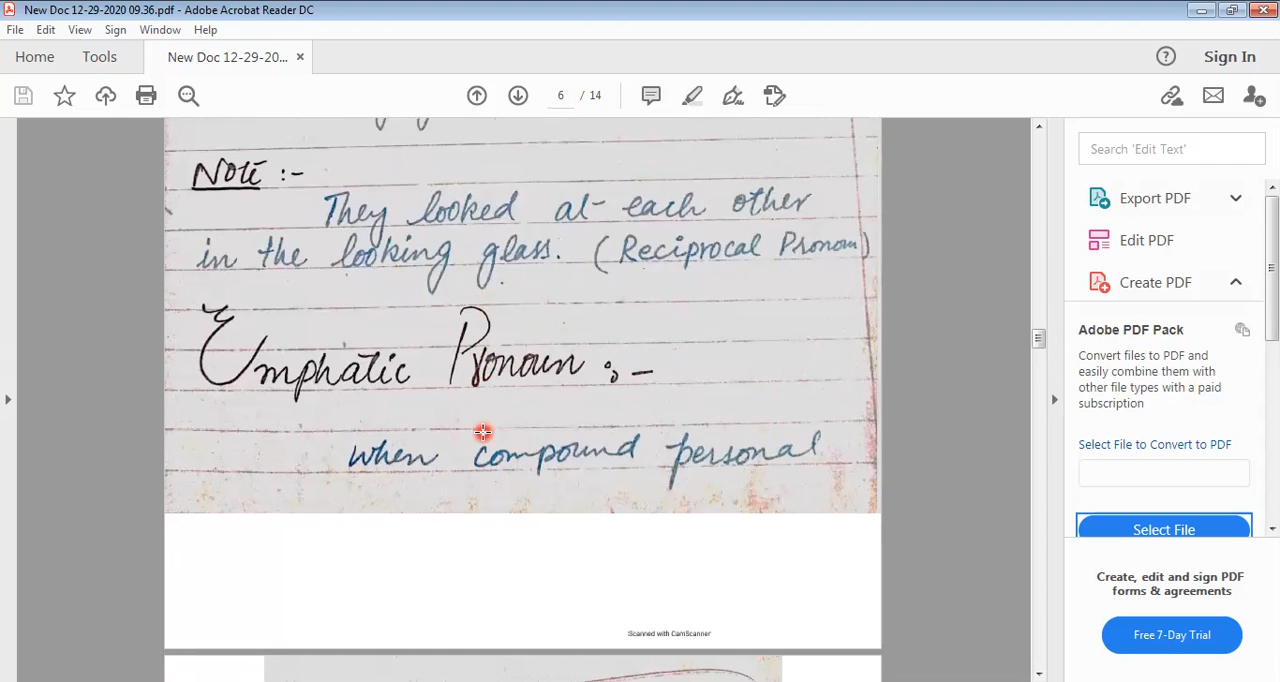 New Doc 12-29-2020 09.36.pdf - Adobe Acrobat Reader DC
File Edit View Sign Window Help
Home Tools New Doc 12-29-20... × Sign In
6 / 14
Note :-
They looked at each other
in the looking glass. (Reciprocal Pronoun)
Emphatic Pronoun :-
when compound personal
Scanned with CamScanner
Search 'Edit Text'
Export PDF
Edit PDF
Create PDF
Adobe PDF Pack
Convert files to PDF and
easily combine them with
other file types with a paid
subscription
Select File to Convert to PDF
Select File
Create, edit and sign PDF
forms & agreements
Free 7-Day Trial